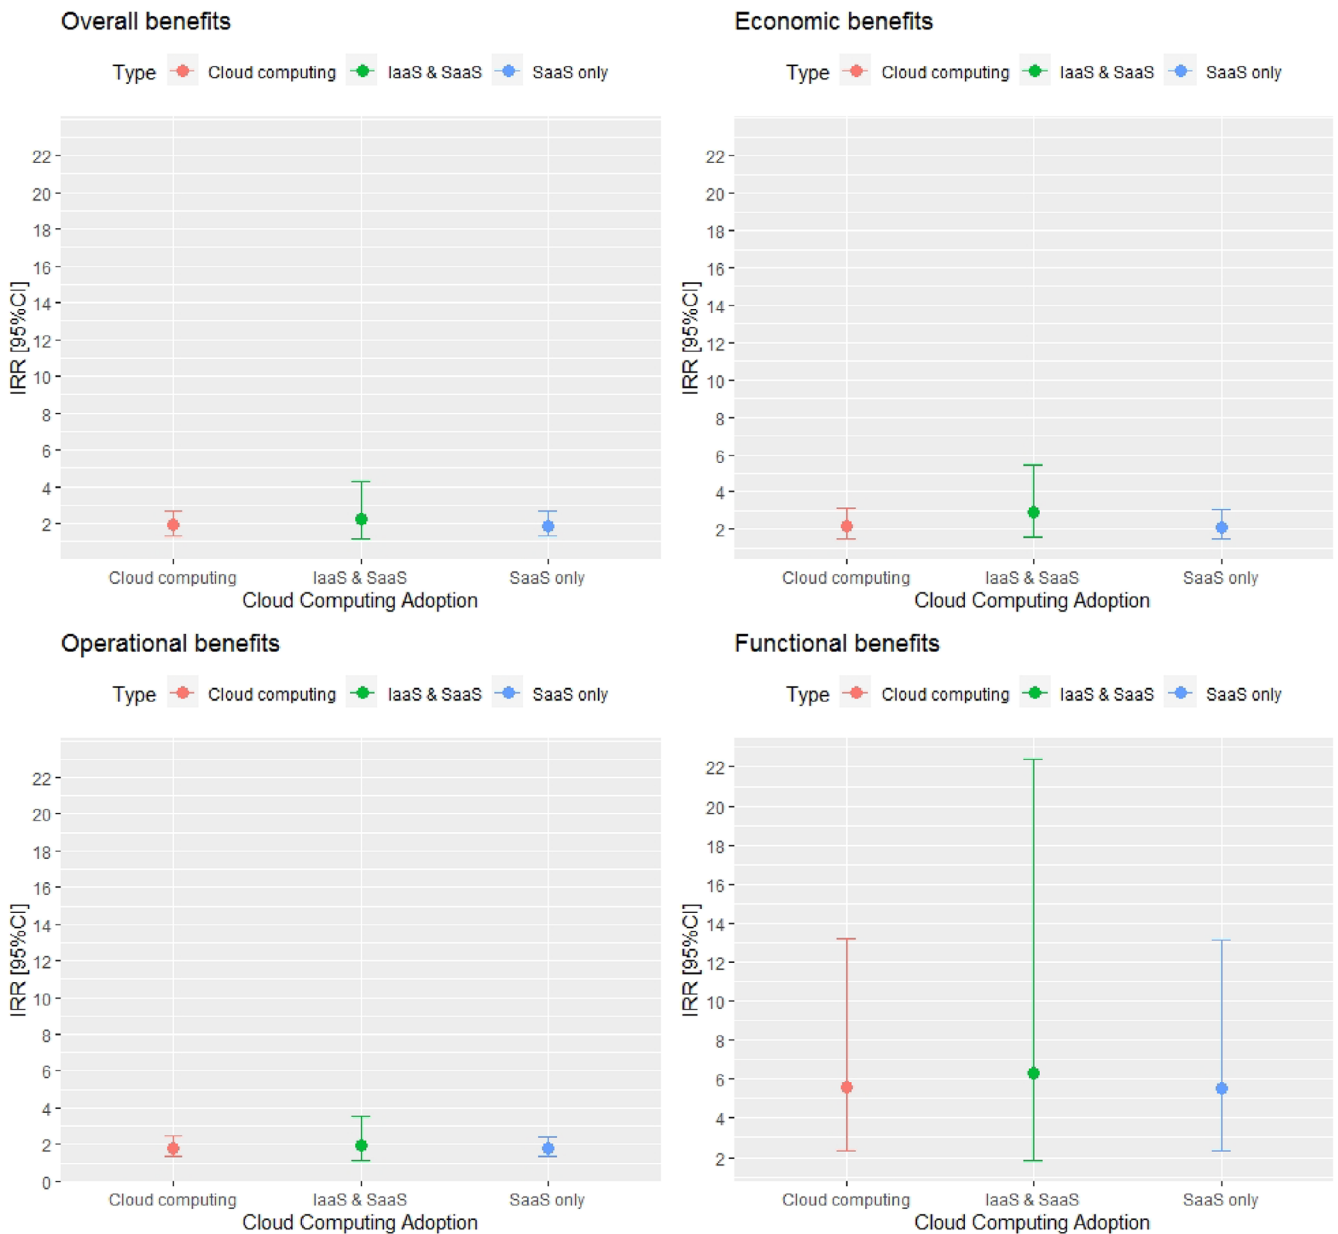 Overall benefits
Type Cloud computing IaaS & SaaS SaaS only
22
20
18
16
14
12
10
8
6
4
2
IRR [95%CI]
Cloud computing IaaS & SaaS SaaS only
Cloud Computing Adoption
Economic benefits
Type Cloud computing IaaS & SaaS SaaS only
22
20
18
16
14
12
10
8
6
4
2
IRR [95%CI]
Cloud computing IaaS & SaaS SaaS only
Cloud Computing Adoption
Operational benefits
Type Cloud computing IaaS & SaaS SaaS only
22
20
18
16
14
12
10
8
6
4
2
0
IRR [95%CI]
Cloud computing IaaS & SaaS SaaS only
Cloud Computing Adoption
Functional benefits
Type Cloud computing IaaS & SaaS SaaS only
22
20
18
16
14
12
10
8
6
4
2
IRR [95%CI]
Cloud computing IaaS & SaaS SaaS only
Cloud Computing Adoption